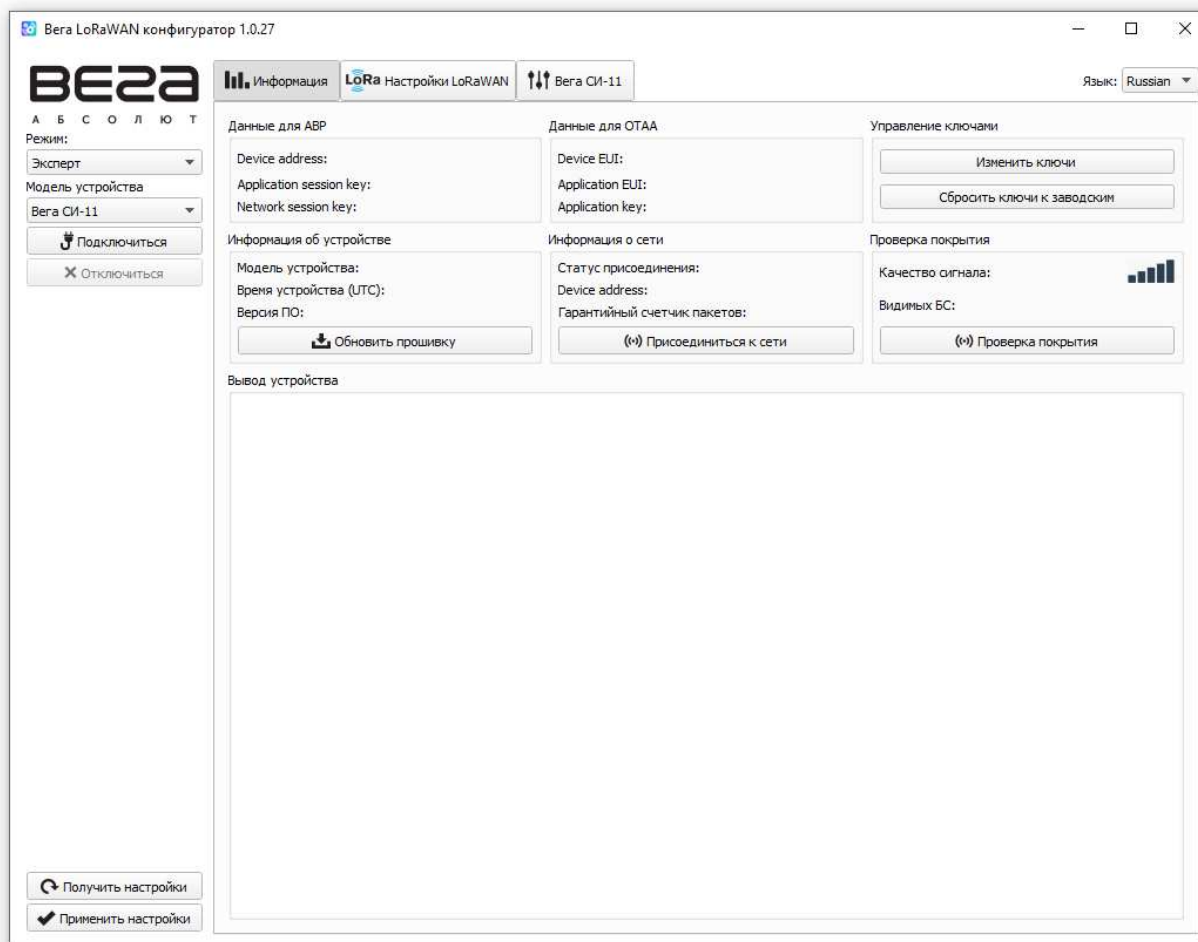 Вега LoRaWAN конфигуратор 1.0.27
ВЕГА
АБСОЛЮТ
Режим:
Эксперт
Модель устройства
Вега СИ-11
Подключиться
Отключиться
Получить настройки
Применить настройки
Информация
LoRa Настройки LoRaWAN
Вега СИ-11
Язык: Russian
Данные для ABP
Device address:
Application session key:
Network session key:
Данные для OTAA
Device EUI:
Application EUI:
Application key:
Управление ключами
Изменить ключи
Сбросить ключи к заводским
Информация об устройстве
Модель устройства:
Время устройства (UTC):
Версия ПО:
Обновить прошивку
Информация о сети
Статус присоединения:
Device address:
Гарантийный счетчик пакетов:
Присоединиться к сети
Проверка покрытия
Качество сигнала:
Видимых БС:
Проверка покрытия
Вывод устройства